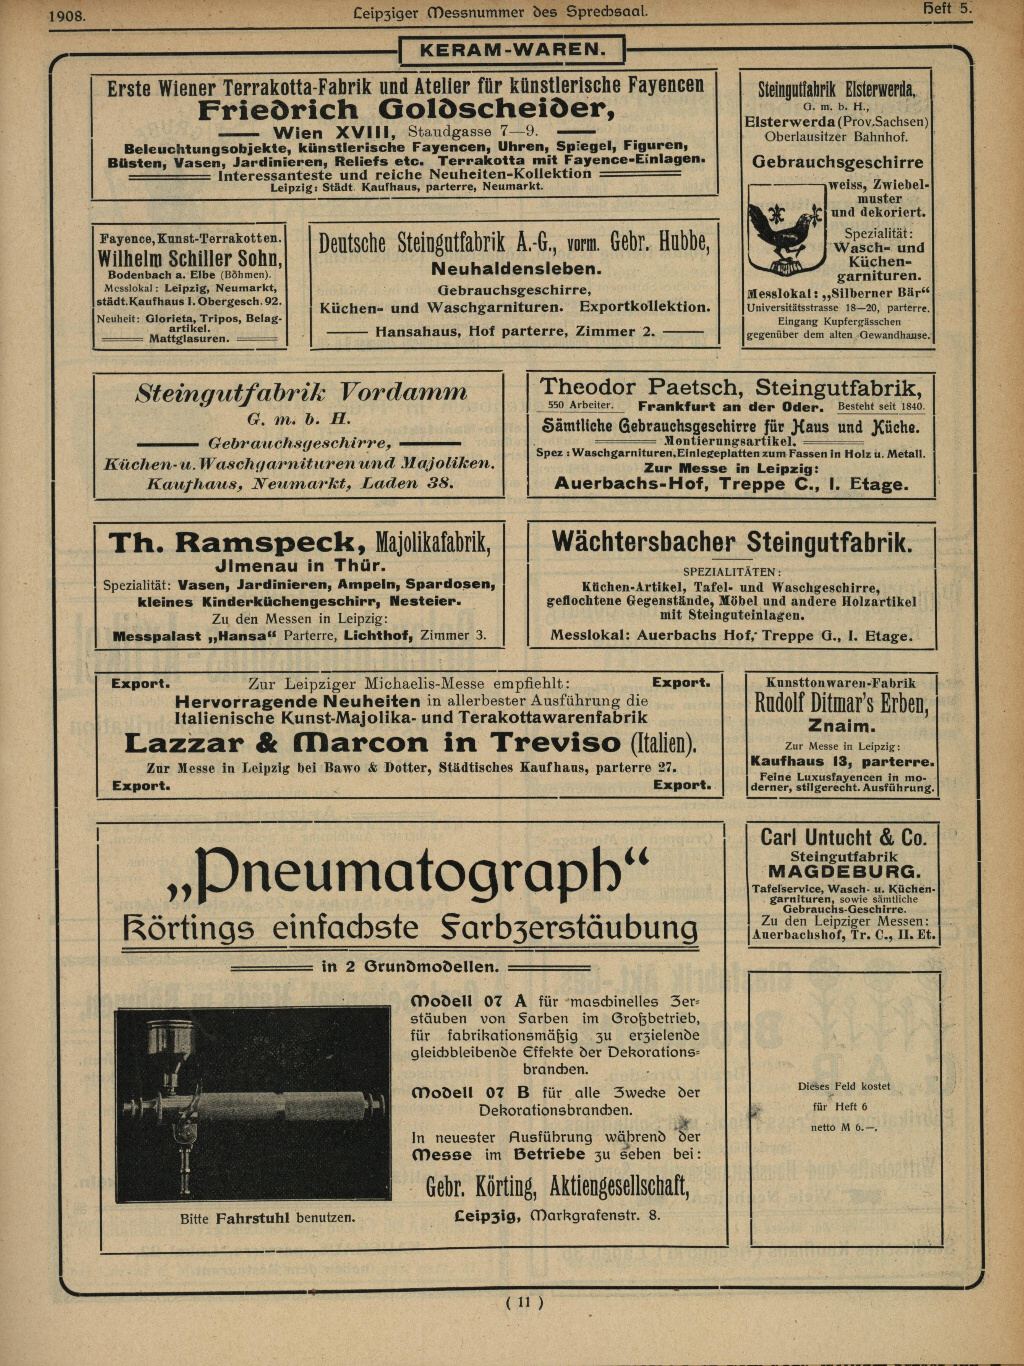 1908.
Leipziger Messnummer des Sprechsaal.
Heft 5.
KERAM-WAREN.
Erste Wiener Terrakotta-Fabrik und Atelier für künstlerische Fayencen
Friedrich Goldscheider,
Wien XVIII, Staudgasse 7—9.
Beleuchtungsobjekte, künstlerische Fayencen, Uhren, Spiegel, Figuren,
Büsten, Vasen, Jardinieren, Reliefs etc. Terrakotta mit Fayence-Einlagen.
Interessanteste und reiche Neuheiten-Kollektion
Leipzig: Städt. Kaufhaus, parterre, Neumarkt.
Steingutfabrik Elsterwerda,
G. m. b. H.,
Elsterwerda (Prov. Sachsen)
Oberlausitzer Bahnhof.
Gebrauchsgeschirre
weiss, Zwiebel-
muster
und dekoriert.
Spezialität:
Wasch- und
Küchen-
garnituren.
Messlokal: „Silberner Bär“
Universitätsstrasse 18—20, parterre.
Eingang Kupfergässchen
gegenüber dem alten Gewandhause.
Fayence, Kunst-Terrakotten.
Wilhelm Schiller Sohn,
Bodenbach a. Elbe (Böhmen).
Messlokal: Leipzig, Neumarkt,
städt. Kaufhaus I. Obergesch. 92.
Neuheit: Glorieta, Tripos, Belag-
artikel.
Mattglasuren.
Deutsche Steingutfabrik A.-G., vorm. Gebr. Hubbe,
Neuhaldensleben.
Gebrauchsgeschirre,
Küchen- und Waschgarnituren. Exportkollektion.
Hansahaus, Hof parterre, Zimmer 2.
Steingutfabrik Vordamm
G. m. b. H.
Gebrauchsgeschirre,
Küchen- u. Waschgarnituren und Majoliken.
Kaufhaus, Neumarkt, Laden 38.
Theodor Paetsch, Steingutfabrik,
550 Arbeiter. Frankfurt an der Oder. Besteht seit 1840.
Sämtliche Gebrauchsgeschirre für Haus und Küche.
Montierungsartikel.
Spez: Waschgarnituren, Einlegeplatten zum Fassen in Holz u. Metall.
Zur Messe in Leipzig:
Auerbachs-Hof, Treppe C., I. Etage.
Th. Ramspeck, Majolikafabrik,
Jlmenau in Thür.
Spezialität: Vasen, Jardinieren, Ampeln, Spardosen,
kleines Kinderküchengeschirr, Nesteier.
Zu den Messen in Leipzig:
Messpalast „Hansa“ Parterre, Lichthof, Zimmer 3.
Wächtersbacher Steingutfabrik.
SPEZIALITÄTEN:
Küchen-Artikel, Tafel- und Waschgeschirre,
geflochtene Gegenstände, Möbel und andere Holzartikel
mit Steinguteinlagen.
Messlokal: Auerbachs Hof, Treppe G., I. Etage.
Export. Zur Leipziger Michaelis-Messe empfiehlt: Export.
Hervorragende Neuheiten in allerbester Ausführung die
Italienische Kunst-Majolika- und Terakottawarenfabrik
Lazzar & Marcon in Treviso (Italien).
Zur Messe in Leipzig bei Bawo & Dotter, Städtisches Kaufhaus, parterre 27.
Export. Export.
Kunsttonwaren-Fabrik
Rudolf Ditmar's Erben,
Znaim.
Zur Messe in Leipzig:
Kaufhaus 13, parterre.
Feine Luxusfayencen in mo-
derner, stilgerecht. Ausführung.
„Pneumatograph“
Körtings einfachste Farbzerstäubung
in 2 Grundmodellen.
Modell 07 A für maschinelles Zer-
stäuben von Farben im Großbetrieb,
für fabrikationsmäßig zu erzielende
gleichbleibende Effekte der Dekorations-
branchen.
Modell 07 B für alle Zwecke der
Dekorationsbranchen.
In neuester Ausführung während der
Messe im Betriebe zu sehen bei:
Gebr. Körting, Aktiengesellschaft,
Leipzig, Markgrafenstr. 8.
Bitte Fahrstuhl benutzen.
Carl Untucht & Co.
Steingutfabrik
MAGDEBURG.
Tafelservice, Wasch- u. Küchen-
garnituren, sowie sämtliche
Gebrauchs-Geschirre.
Zu den Leipziger Messen:
Auerbachshof, Tr. C., II. Et.
Dieses Feld kostet
für Heft 6
netto M 6.—.
( 11 )